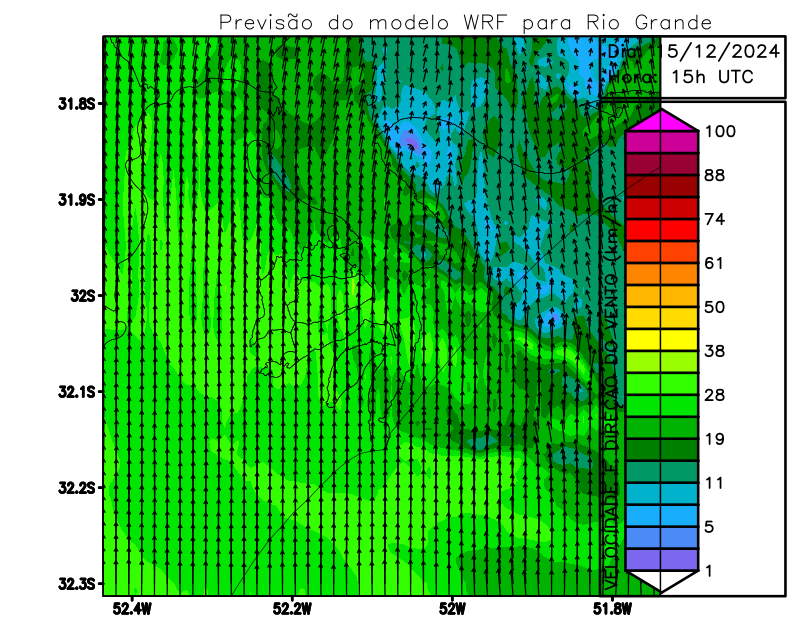 Previsão do modelo WRF para Rio Grande
Dia: 15/12/2024
Hora: 15h UTC
31.8S
31.9S
32S
32.1S
32.2S
32.3S
52.4W
52.2W
52W
51.8W
VELOCIDADE E DIREÇÃO DO VENTO (km/h)
100
88
74
61
50
38
28
19
11
5
1